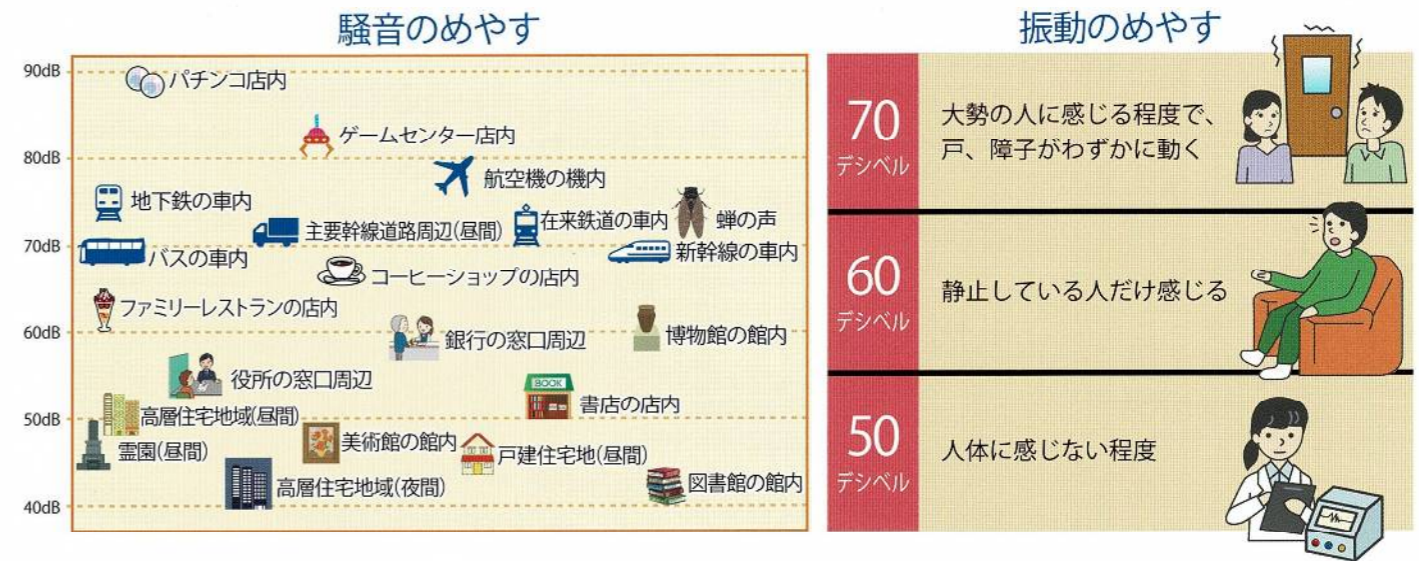 騒音のめやす
90dB
パチンコ店内
ゲームセンター店内
80dB
航空機の機内
地下鉄の車内
主要幹線道路周辺(昼間)
在来鉄道の車内
蝉の声
70dB
バスの車内
新幹線の車内
コーヒーショップの店内
ファミリーレストランの店内
60dB
銀行の窓口周辺
博物館の館内
役所の窓口周辺
BOOK
書店の店内
高層住宅地域(昼間)
50dB
霊園(昼間)
美術館の館内
戸建住宅地(昼間)
高層住宅地域(夜間)
図書館の館内
40dB
振動のめやす
70
デシベル
大勢の人に感じる程度で、
戸、障子がわずかに動く
60
デシベル
静止している人だけ感じる
50
デシベル
人体に感じない程度